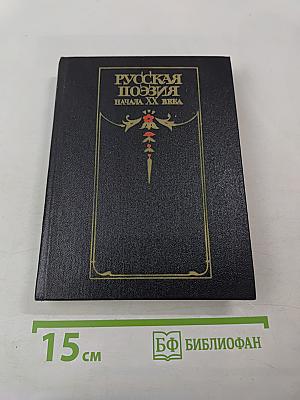 РУССКАЯ
ПОЭЗИЯ
НАЧАЛА XX ВЕКА
15 см
БФ БИБЛИОФАН